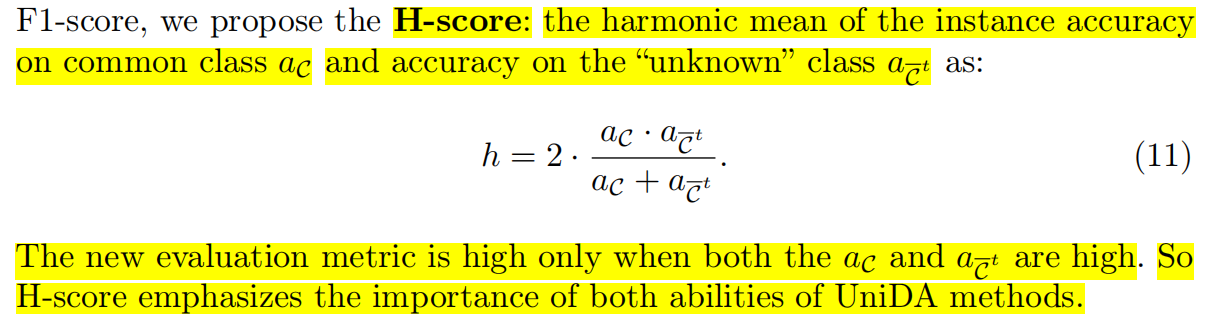 F1-score, we propose the H-score: the harmonic mean of the instance accuracy
on common class $a_{\mathcal{C}}$ and accuracy on the “unknown” class $a_{\overline{\mathcal{C}}^t}$ as:
$h = 2 \cdot \frac{a_{\mathcal{C}} \cdot a_{\overline{\mathcal{C}}^t}}{a_{\mathcal{C}} + a_{\overline{\mathcal{C}}^t}}.$ (11)
The new evaluation metric is high only when both the $a_{\mathcal{C}}$ and $a_{\overline{\mathcal{C}}^t}$ are high. So
H-score emphasizes the importance of both abilities of UniDA methods.